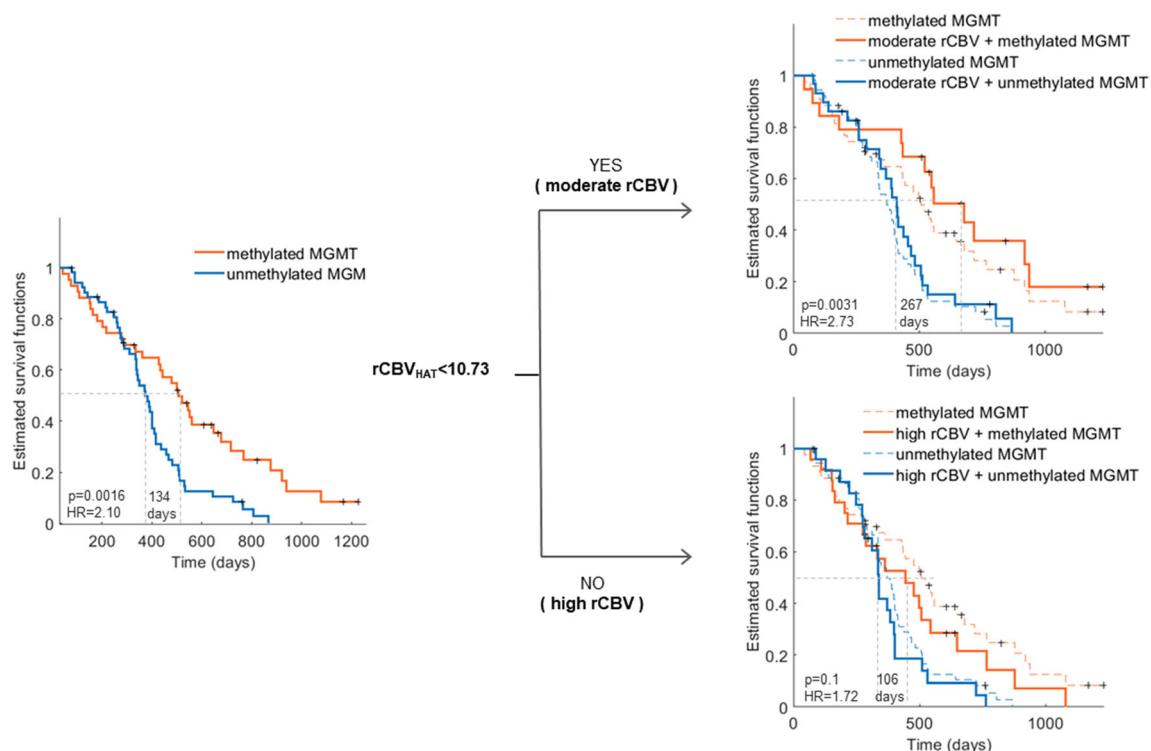 methylated MGMT
unmethylated MGM
Estimated survival functions
1
0.8
0.6
0.4
0.2
0
p=0.0016
HR=2.10
134
days
200
400
600
800
1000
1200
Time (days)
rCBVHAT<10.73
YES
( moderate rCBV)
NO
( high rCBV)
methylated MGMT
moderate rCBV + methylated MGMT
unmethylated MGMT
moderate rCBV + unmethylated MGMT
Estimated survival functions
1
0.8
0.6
0.4
0.2
0
p=0.0031
HR=2.73
267
days
0
500
1000
Time (days)
methylated MGMT
high rCBV + methylated MGMT
unmethylated MGMT
high rCBV + unmethylated MGMT
Estimated survival functions
1
0.8
0.6
0.4
0.2
0
p=0.1
HR=1.72
106
days
0
500
1000
Time (days)